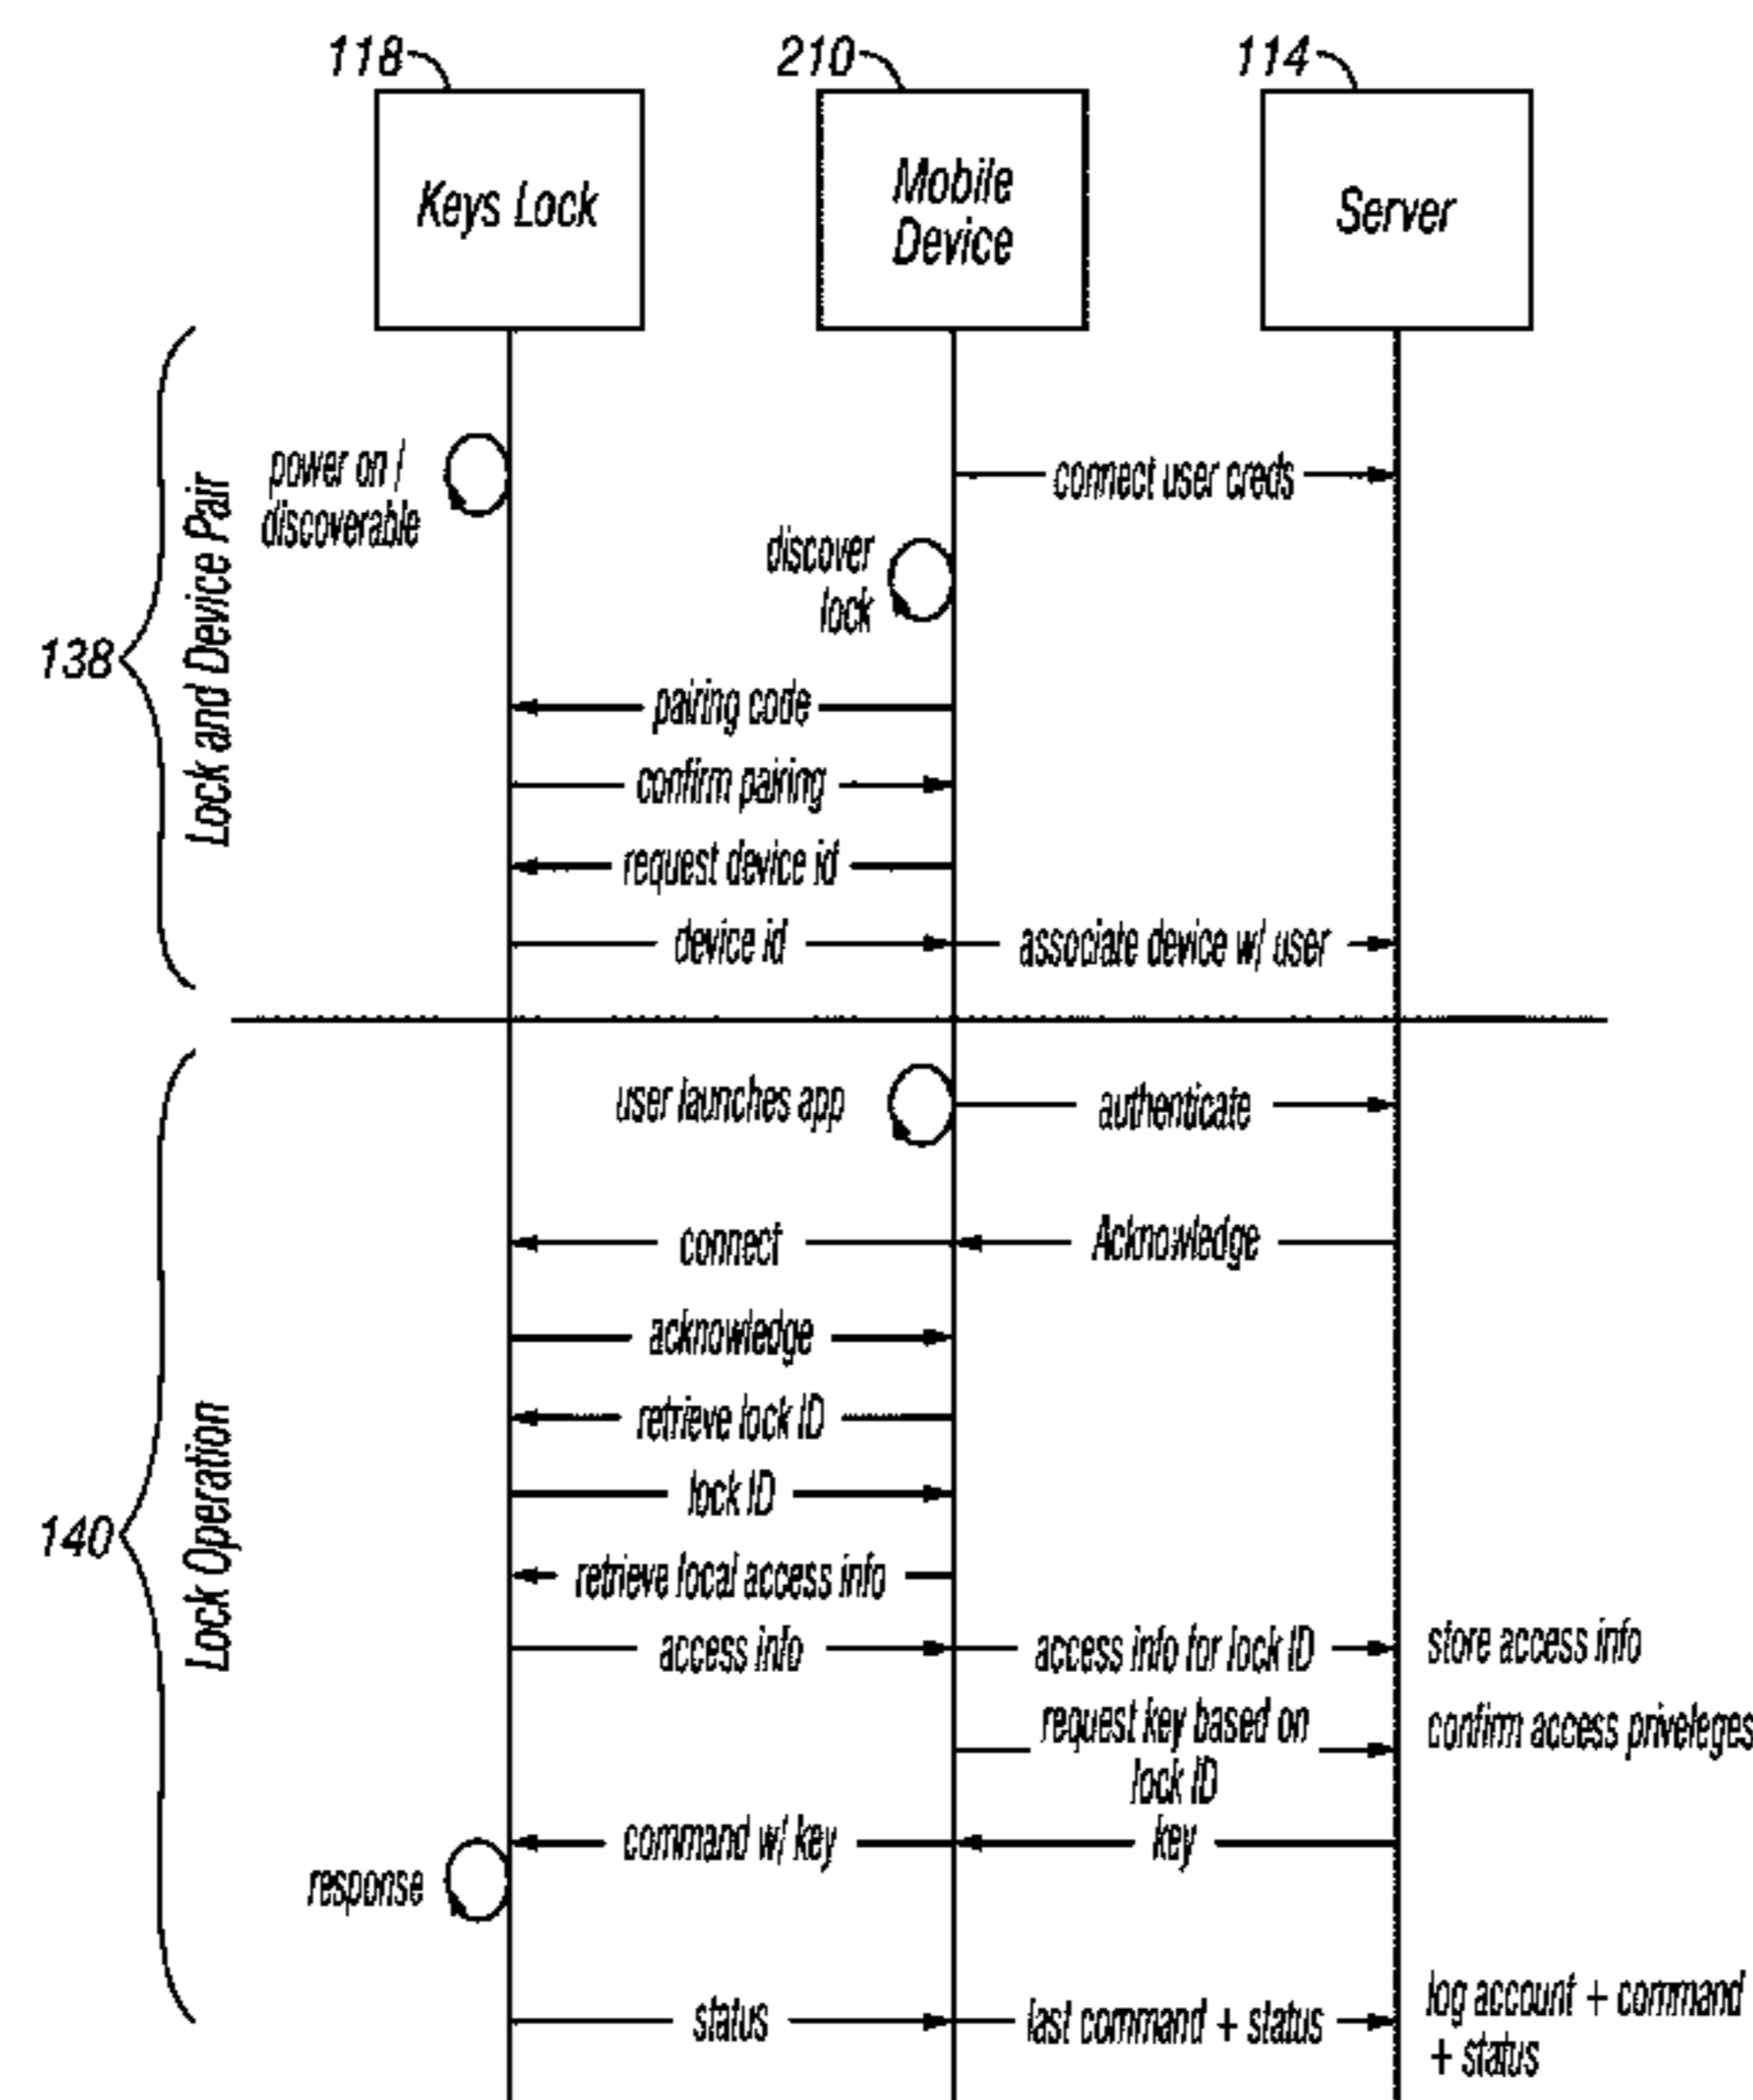 118
210
114
Keys Lock
Mobile
Device
Server
138
Lock and Device Pair
power on /
discoverable
connect user creds
discover
lock
pairing code
confirm pairing
request device id
device id
associate device w/ user
140
Lock Operation
user launches app
authenticate
connect
Acknowledge
acknowledge
retrieve lock ID
lock ID
retrieve local access info
access info
access info for lock ID
store access info
request key based on
lock ID
confirm access priveleges
command w/ key
key
response
status
last command + status
log account + command
+ status